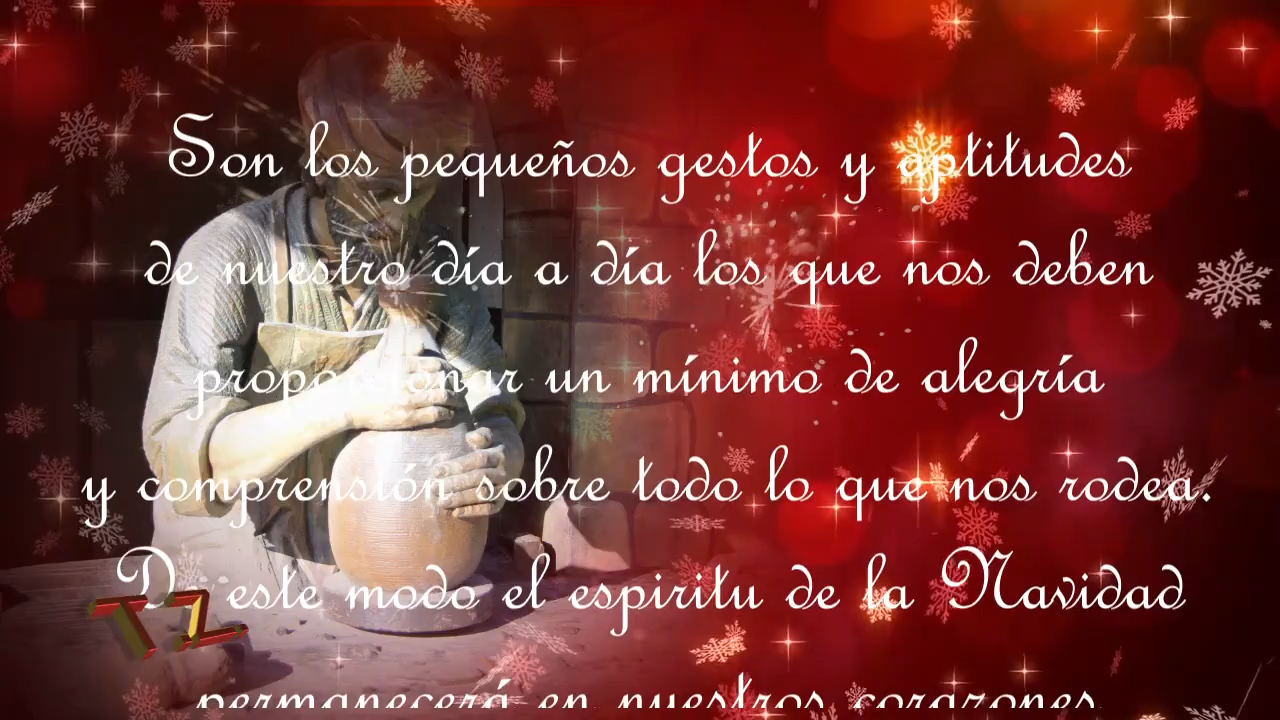 Son los pequeños gestos y aptitudes
de nuestro día a día los que nos deben
proporcionar un mínimo de alegría
y comprensión sobre todo lo que nos rodea.
De este modo el espiritu de la Navidad
TZ
permanecerá en nuestros corazones